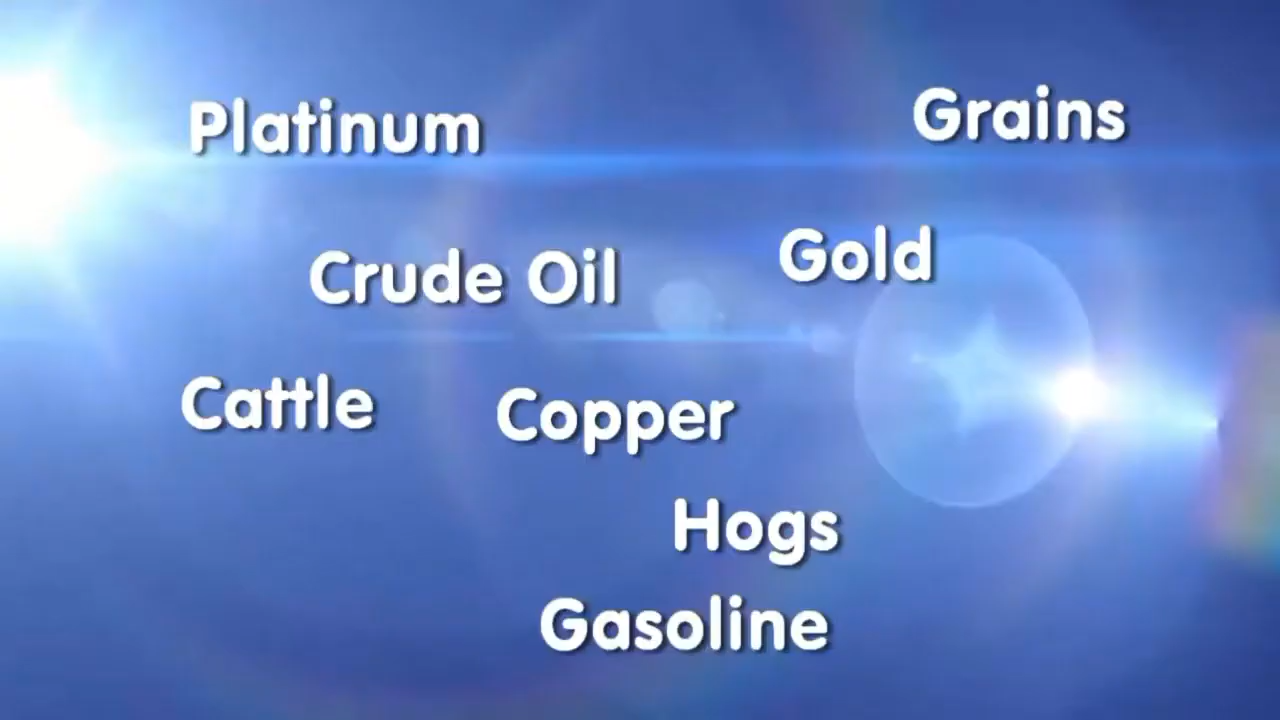 Platinum
Grains
Crude Oil
Gold
Cattle
Copper
Hogs
Gasoline